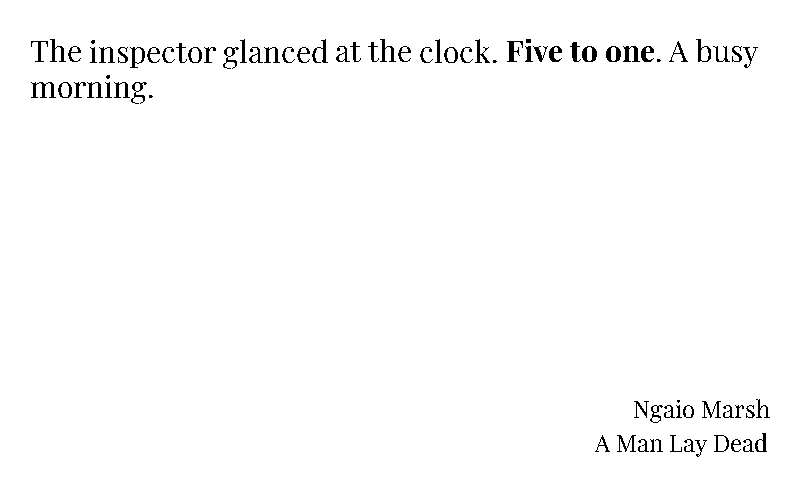 The inspector glanced at the clock. Five to one. A busy
morning.
Ngaio Marsh
A Man Lay Dead